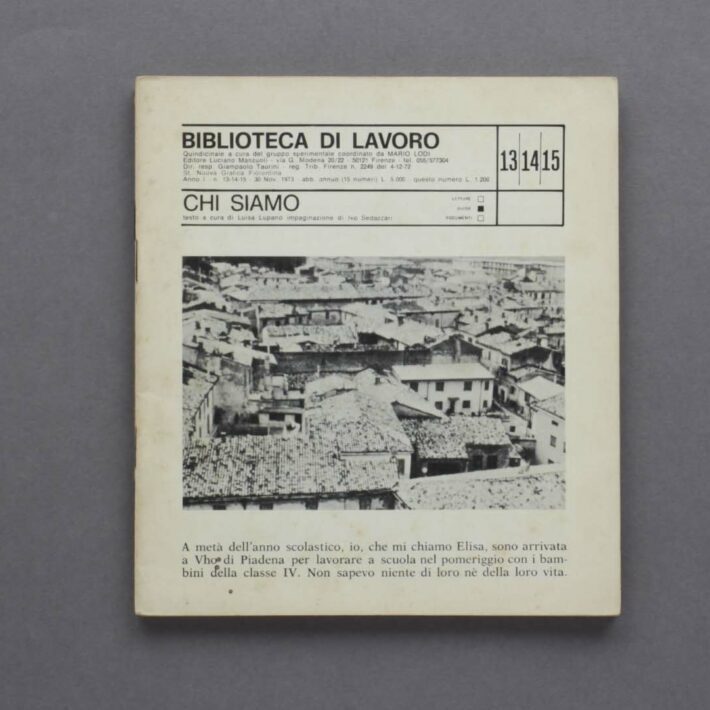 BIBLIOTECA DI LAVORO
Quindicinale a cura del gruppo sperimentale coordinato da MARIO LODI
Editore Luciano Manzuoli - via G. Modena 20/22 - 50121 Firenze - tel. 055/577304
Dir. resp. Giampaolo Taurini - reg. Trib. Firenze n. 2249 del 4-12-72
St. Nuova Grafica Fiorentina
Anno I - n. 13-14-15 - 30 Nov. 1973 - abb. annuo (15 numeri) L. 5.000 - questo numero L. 1.200
13 14 15
CHI SIAMO
testo a cura di Luisa Lupano impaginazione di Ivo Sedazzari
LETTURE
GUIDE
DOCUMENTI
A metà dell'anno scolastico, io, che mi chiamo Elisa, sono arrivata
a Vho di Piadena per lavorare a scuola nel pomeriggio con i bam-
bini della classe IV. Non sapevo niente di loro nè della loro vita.